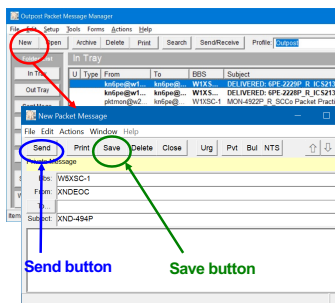 Outpost Packet Message Manager
File Edit Setup Tools Forms Actions Help
New Open Archive Delete Print Search Send/Receive Profile: Outpost
In Tray
In Tray U Type From To BBS Subject
kn6pe@w1... kn6pe@... W1XS... DELIVERED: 6PE-2229P_R_ICS213
Out Tray kn6pe@w1... kn6pe@... W1XS... DELIVERED: 6PE-2228P_R_ICS213
pktmon@w2... kn6pe@... W1XSC-1 MON-4922P_R_SCCo Packet Practi
New Packet Message
File Edit Actions Window Help
Send Print Save Delete Close Urg Pvt Bul NTS
Private Message
Bbs: W5XSC-1
From: XNDEOC
To...
Subject: XND-494P
Send button
Save button